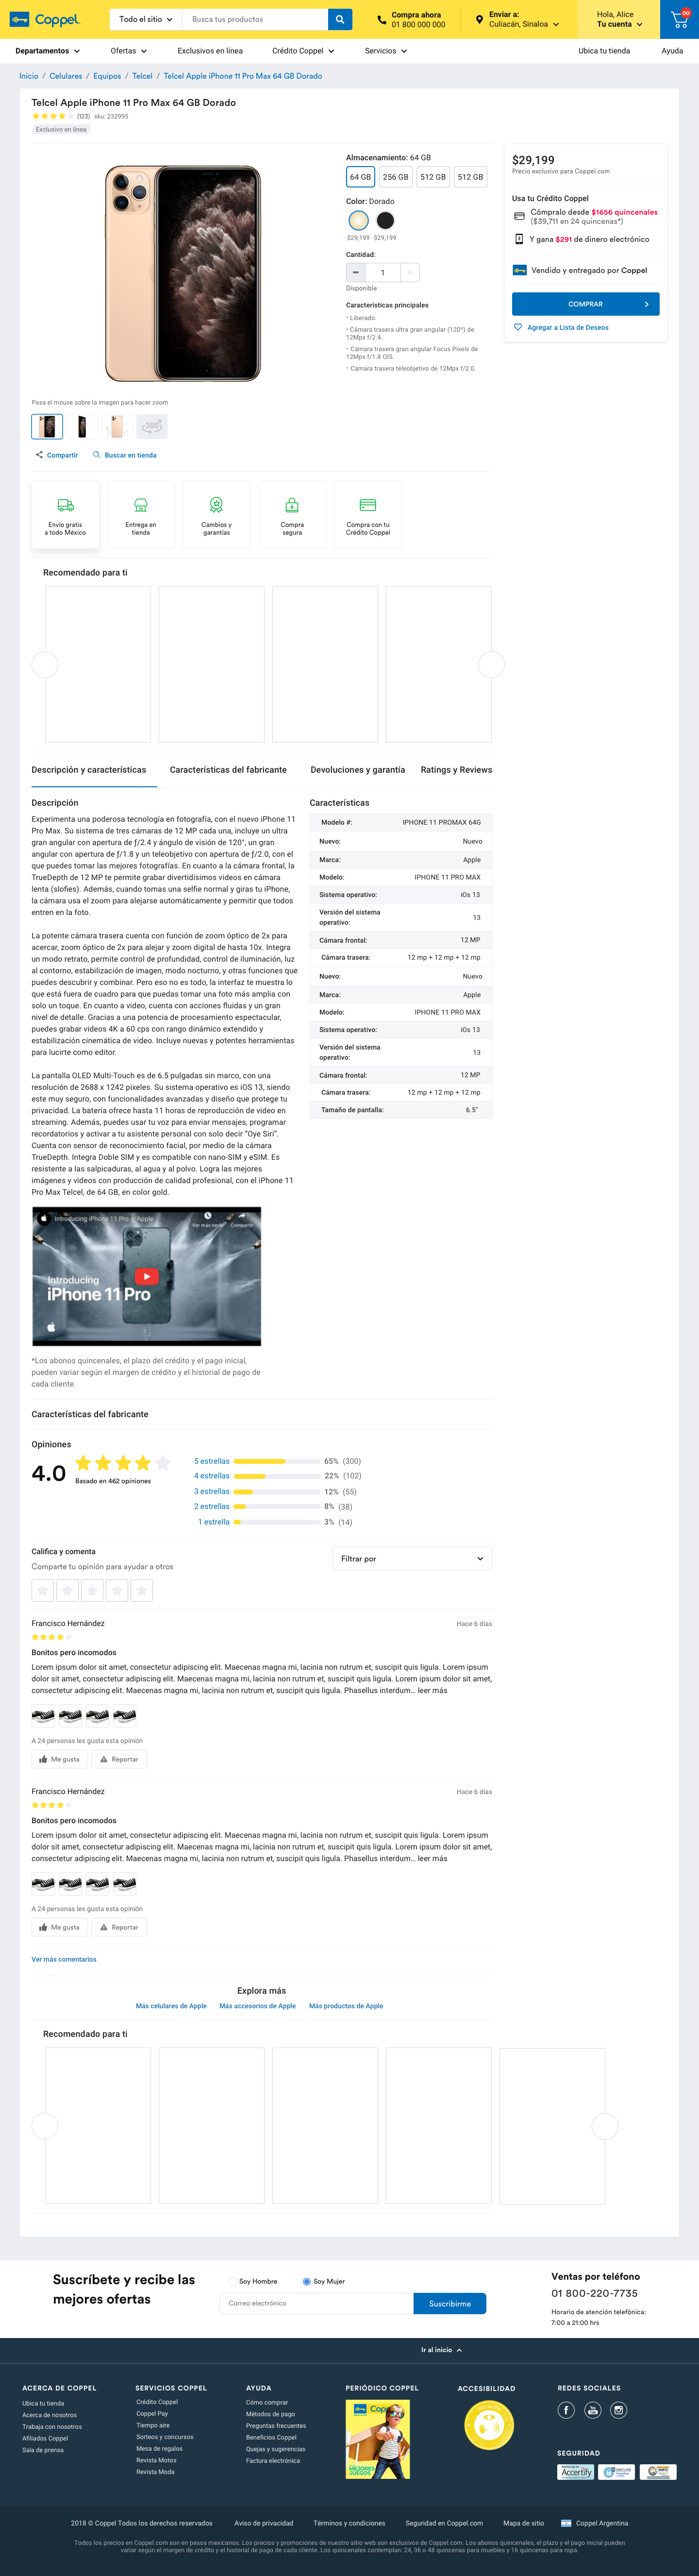 Coppel.
Todo el sitio
Busca tus productos
Compra ahora
01 800 000 000
Enviar a:
Culiacán, Sinaloa
Hola, Alice
Tu cuenta
00
Departamentos
Ofertas
Exclusivos en línea
Crédito Coppel
Servicios
Ubica tu tienda
Ayuda
Inicio / Celulares / Equipos / Telcel / Telcel Apple iPhone 11 Pro Max 64 GB Dorado
Telcel Apple iPhone 11 Pro Max 64 GB Dorado
(123) sku: 232995
Exclusivo en línea
Almacenamiento: 64 GB
64 GB
256 GB
512 GB
512 GB
Color: Dorado
$29,199
$29,199
Cantidad:
1
Disponible
Características principales
· Liberado.
· Cámara trasera ultra gran angular (120º) de
12Mpx f/2.4.
· Cámara trasera gran angular Focus Pixels de
12Mpx f/1.8 OIS.
· Cámara trasera teleobjetivo de 12Mpx f/2.0.
$29,199
Precio exclusivo para Coppel.com
Usa tu Crédito Coppel
Cómpralo desde $1656 quincenales
($39,711 en 24 quincenas*)
Y gana $291 de dinero electrónico
Vendido y entregado por Coppel
COMPRAR
Agregar a Lista de Deseos
Pasa el mouse sobre la imagen para hacer zoom
360
Compartir
Buscar en tienda
Envío gratis
a todo México
Entrega en
tienda
Cambios y
garantías
Compra
segura
Compra con tu
Crédito Coppel
Recomendado para ti
Descripción y características
Características del fabricante
Devoluciones y garantía
Ratings y Reviews
Descripción
Experimenta una poderosa tecnología en fotografía, con el nuevo iPhone 11
Pro Max. Su sistema de tres cámaras de 12 MP cada una, incluye un ultra
gran angular con apertura de ƒ/2.4 y ángulo de visión de 120°, un gran
angular con apertura de ƒ/1.8 y un teleobjetivo con apertura de ƒ/2.0, con el
que puedes tomar las mejores fotografías. En cuanto a la cámara frontal, la
TrueDepth de 12 MP te permite grabar divertidísimos videos en cámara
lenta (slofies). Además, cuando tomas una selfie normal y giras tu iPhone,
la cámara usa el zoom para alejarse automáticamente y permitir que todos
entren en la foto.
La potente cámara trasera cuenta con función de zoom óptico de 2x para
acercar, zoom óptico de 2x para alejar y zoom digital de hasta 10x. Integra
un modo retrato, permite control de profundidad, control de iluminación, luz
al contorno, estabilización de imagen, modo nocturno, y otras funciones que
puedes descubrir y combinar. Pero eso no es todo, la interfaz te muestra lo
que está fuera de cuadro para que puedas tomar una foto más amplia con
solo un toque. En cuanto a video, cuenta con acciones fluidas y un gran
nivel de detalle. Gracias a una potencia de procesamiento espectacular,
puedes grabar videos 4K a 60 cps con rango dinámico extendido y
estabilización cinemática de video. Incluye nuevas y potentes herramientas
para lucirte como editor.
La pantalla OLED Multi-Touch es de 6.5 pulgadas sin marco, con una
resolución de 2688 x 1242 pixeles. Su sistema operativo es iOS 13, siendo
este muy seguro, con funcionalidades avanzadas y diseño que protege tu
privacidad. La batería ofrece hasta 11 horas de reproducción de video en
streaming. Además, puedes usar tu voz para enviar mensajes, programar
recordatorios y activar a tu asistente personal con solo decir “Oye Siri”.
Cuenta con sensor de reconocimiento facial, por medio de la cámara
TrueDepth. Integra Doble SIM y es compatible con nano-SIM y eSIM. Es
resistente a las salpicaduras, al agua y al polvo. Logra las mejores
imágenes y videos con producción de calidad profesional, con el iPhone 11
Pro Max Telcel, de 64 GB, en color gold.
Características
Modelo #: IPHONE 11 PROMAX 64G
Nuevo: Nuevo
Marca: Apple
Modelo: IPHONE 11 PRO MAX
Sistema operativo: iOs 13
Versión del sistema
operativo: 13
Cámara frontal: 12 MP
Cámara trasera: 12 mp + 12 mp + 12 mp
Nuevo: Nuevo
Marca: Apple
Modelo: IPHONE 11 PRO MAX
Sistema operativo: iOs 13
Versión del sistema
operativo: 13
Cámara frontal: 12 MP
Cámara trasera: 12 mp + 12 mp + 12 mp
Tamaño de pantalla: 6.5"
Introducing iPhone 11 Pro – Apple
Ver más tarde
Compartir
Introducing
iPhone 11 Pro
*Los abonos quincenales, el plazo del crédito y el pago inicial,
pueden variar según el margen de crédito y el historial de pago de
cada cliente.
Características del fabricante
Opiniones
4.0
Basado en 462 opiniones
5 estrellas 65% (300)
4 estrellas 22% (102)
3 estrellas 12% (55)
2 estrellas 8% (38)
1 estrella 3% (14)
Califica y comenta
Comparte tu opinión para ayudar a otros
Filtrar por
Francisco Hernández
Hace 6 días
Bonitos pero incomodos
Lorem ipsum dolor sit amet, consectetur adipiscing elit. Maecenas magna mi, lacinia non rutrum et, suscipit quis ligula. Lorem ipsum
dolor sit amet, consectetur adipiscing elit. Maecenas magna mi, lacinia non rutrum et, suscipit quis ligula. Lorem ipsum dolor sit amet,
consectetur adipiscing elit. Maecenas magna mi, lacinia non rutrum et, suscipit quis ligula. Phasellus interdum... leer más
A 24 personas les gusta esta opinión
Me gusta
Reportar
Francisco Hernández
Hace 6 días
Bonitos pero incomodos
Lorem ipsum dolor sit amet, consectetur adipiscing elit. Maecenas magna mi, lacinia non rutrum et, suscipit quis ligula. Lorem ipsum
dolor sit amet, consectetur adipiscing elit. Maecenas magna mi, lacinia non rutrum et, suscipit quis ligula. Lorem ipsum dolor sit amet,
consectetur adipiscing elit. Maecenas magna mi, lacinia non rutrum et, suscipit quis ligula. Phasellus interdum... leer más
A 24 personas les gusta esta opinión
Me gusta
Reportar
Ver más comentarios
Explora más
Más celulares de Apple
Más accesorios de Apple
Más productos de Apple
Recomendado para ti
Suscríbete y recibe las
mejores ofertas
Soy Hombre
Soy Mujer
Correo electrónico
Suscribirme
Ventas por teléfono
01 800-220-7735
Horario de atención telefónica:
7:00 a 21:00 hrs
Ir al inicio
ACERCA DE COPPEL
Ubica tu tienda
Acerca de nosotros
Trabaja con nosotros
Afiliados Coppel
Sala de prensa
SERVICIOS COPPEL
Crédito Coppel
Coppel Pay
Tiempo aire
Sorteos y concursos
Mesa de regalos
Revista Motos
Revista Moda
AYUDA
Cómo comprar
Métodos de pago
Preguntas frecuentes
Beneficios Coppel
Quejas y sugerencias
Factura electrónica
PERIÓDICO COPPEL
Coppel
MEJORES
JUEGOS
ACCESIBILIDAD
REDES SOCIALES
SEGURIDAD
Accertify
2018 © Coppel Todos los derechos reservados
Aviso de privacidad
Términos y condiciones
Seguridad en Coppel.com
Mapa de sitio
Coppel Argentina
Todos los precios en Coppel.com son en pesos mexicanos. Los precios y promociones de nuestro sitio web son exclusivos de Coppel.com. Los abonos quincenales, el plazo y el pago inicial pueden
variar según el margen de crédito y el historial de pago de cada cliente. Los quincenales contemplan: 24, 36 o 48 quincenas para muebles y 16 quincenas para ropa.